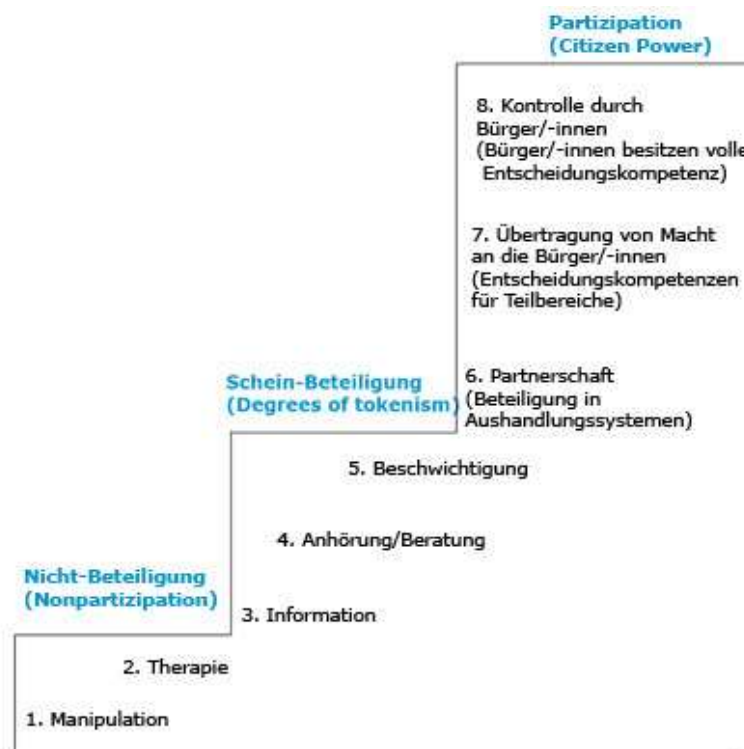 Partizipation
(Citizen Power)
8. Kontrolle durch
Bürger/-innen
(Bürger/-innen besitzen volle
Entscheidungskompetenz)
7. Übertragung von Macht
an die Bürger/-innen
(Entscheidungskompetenzen
für Teilbereiche)
Schein-Beteiligung
(Degrees of tokenism)
6. Partnerschaft
(Beteiligung in
Aushandlungssystemen)
5. Beschwichtigung
4. Anhörung/Beratung
Nicht-Beteiligung
(Nonpartizipation)
3. Information
2. Therapie
1. Manipulation